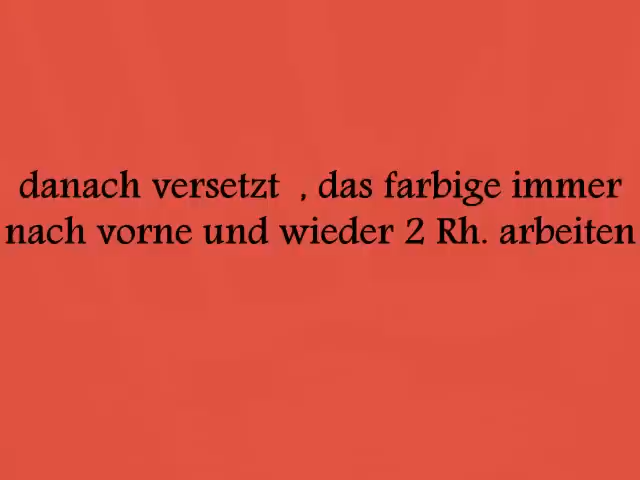 danach versetzt , das farbige immer
nach vorne und wieder 2 Rh. arbeiten